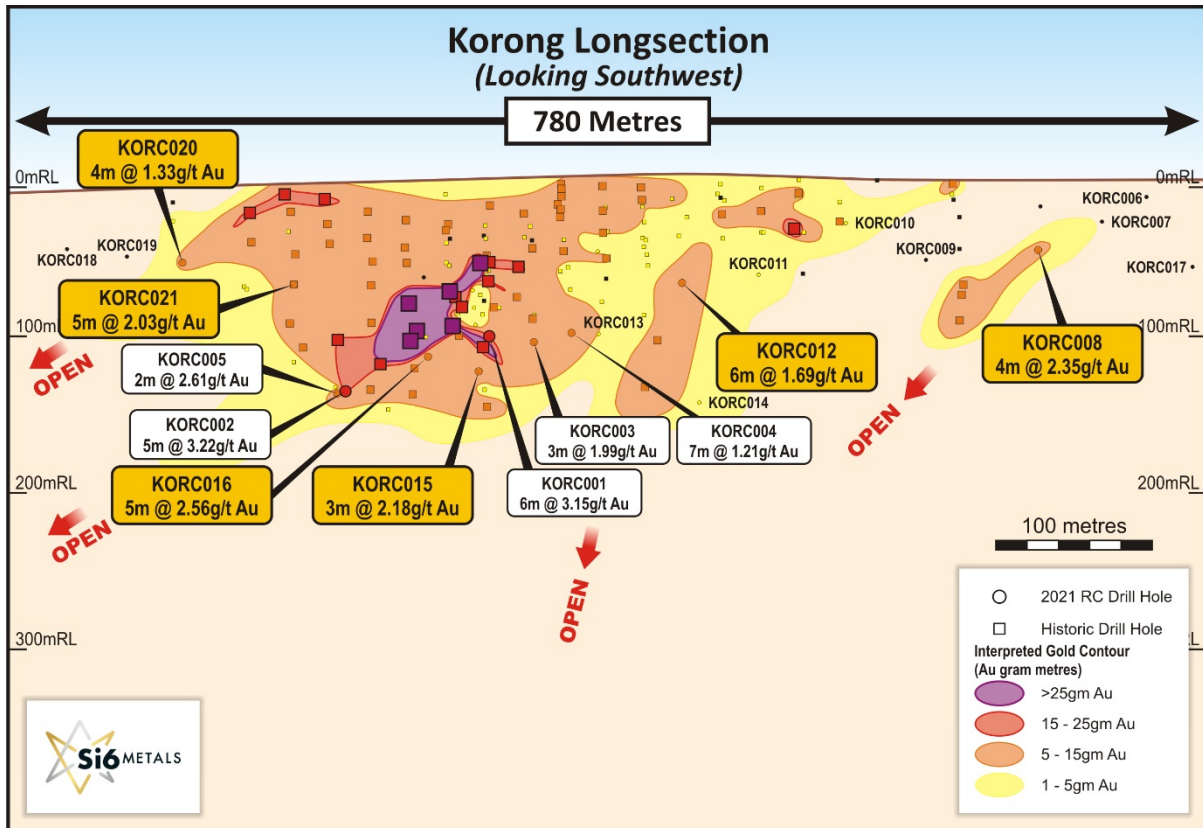 Korong Longsection
(Looking Southwest)
780 Metres
KORC020
4m @ 1.33g/t Au
0mRL
0mRL
KORC006
KORC007
KORC010
KORC019
KORC018
KORC009
KORC017
KORC011
KORC021
5m @ 2.03g/t Au
KORC013
100mRL
100mRL
OPEN
KORC005
2m @ 2.61g/t Au
KORC012
6m @ 1.69g/t Au
KORC008
4m @ 2.35g/t Au
KORC014
KORC002
5m @ 3.22g/t Au
KORC003
3m @ 1.99g/t Au
KORC004
7m @ 1.21g/t Au
OPEN
KORC016
5m @ 2.56g/t Au
KORC015
3m @ 2.18g/t Au
KORC001
6m @ 3.15g/t Au
200mRL
200mRL
OPEN
OPEN
100 metres
2021 RC Drill Hole
Historic Drill Hole
Interpreted Gold Contour
(Au gram metres)
>25gm Au
15 - 25gm Au
5 - 15gm Au
1 - 5gm Au
300mRL
Si6 METALS